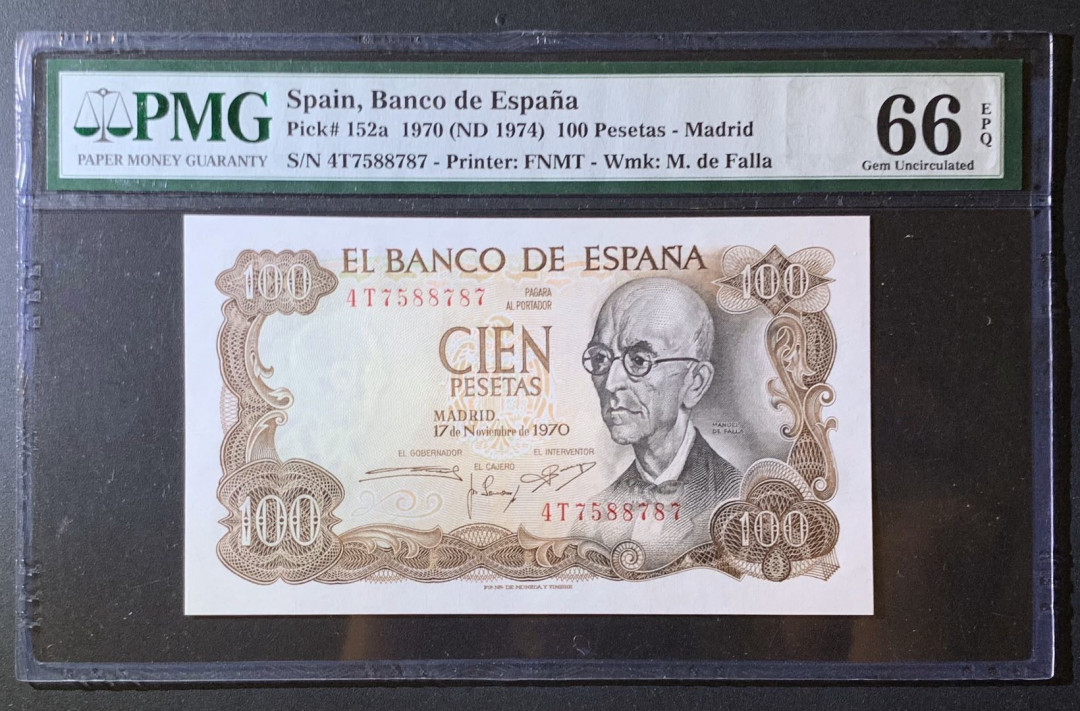 PMG
PAPER MONEY GUARANTY
Spain, Banco de España
Pick# 152a 1970 (ND 1974) 100 Pesetas - Madrid
S/N 4T7588787 - Printer: FNMT - Wmk: M. de Falla
66
EPQ
Gem Uncirculated
100
EL BANCO DE ESPAÑA
100
4T7588787
PAGARA
AL PORTADOR
CIEN
PESETAS
MADRID,
17 de Noviembre de 1970
MANUEL
DE FALLA
EL GOBERNADOR
EL INTERVENTOR
EL CAJERO
4T7588787
100
100